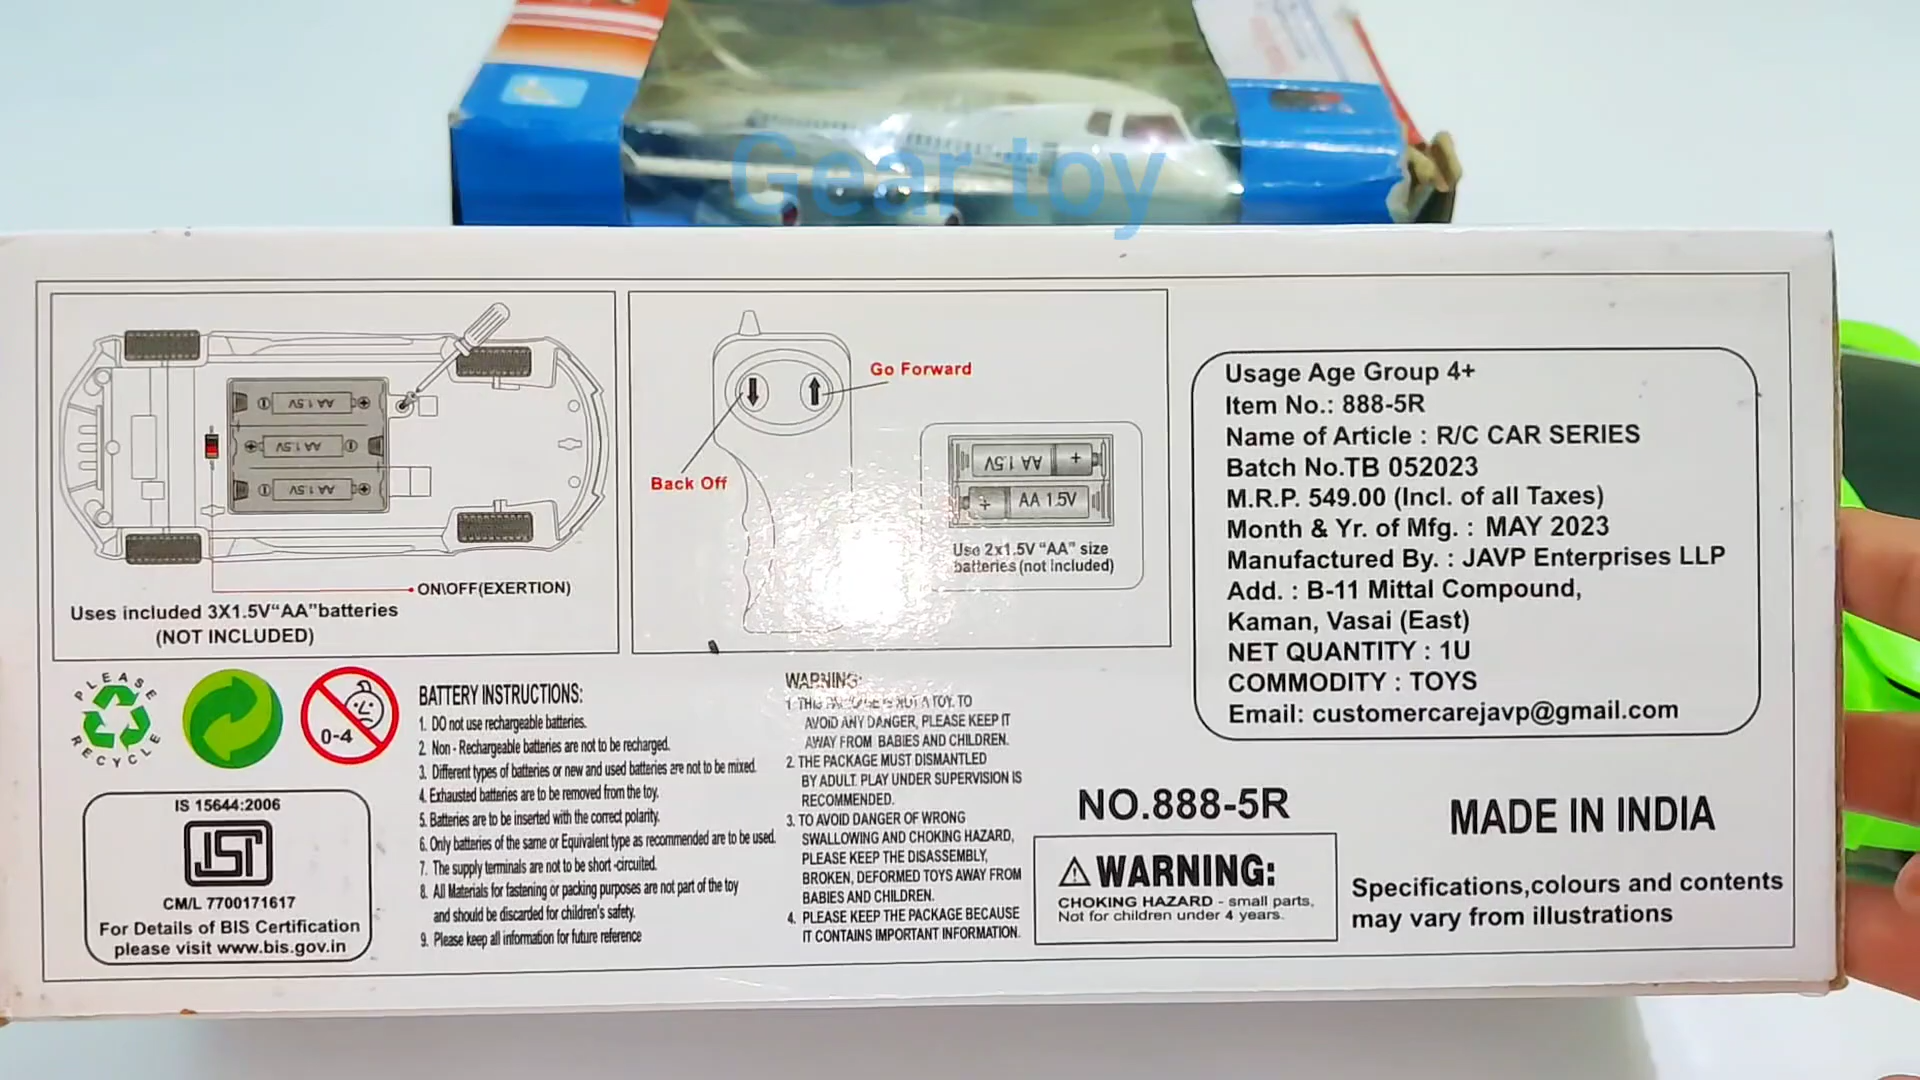 Gear toy
AA 1.5V
AA 1.5V
AA 1.5V
ON\OFF(EXERTION)
Uses included 3X1.5V“AA”batteries
(NOT INCLUDED)
Go Forward
Back Off
AA 1.5V
AA 1.5V
Use 2x1.5V “AA” size
batteries (not included)
Usage Age Group 4+
Item No.: 888-5R
Name of Article : R/C CAR SERIES
Batch No.TB 052023
M.R.P. 549.00 (Incl. of all Taxes)
Month & Yr. of Mfg. : MAY 2023
Manufactured By. : JAVP Enterprises LLP
Add. : B-11 Mittal Compound,
Kaman, Vasai (East)
NET QUANTITY : 1U
COMMODITY : TOYS
Email: customercarejavp@gmail.com
PLEASE
RECYCLE
0-4
IS 15644:2006
ISI
CM/L 7700171617
For Details of BIS Certification
please visit www.bis.gov.in
BATTERY INSTRUCTIONS:
1. DO not use rechargeable batteries.
2. Non - Rechargeable batteries are not to be recharged.
3. Different types of batteries or new and used batteries are not to be mixed.
4. Exhausted batteries are to be removed from the toy.
5. Batteries are to be inserted with the correct polarity.
6. Only batteries of the same or Equivalent type as recommended are to be used.
7. The supply terminals are not to be short -circuited.
8. All Materials for fastening or packing purposes are not part of the toy
and should be discarded for children's safety.
9. Please keep all information for future reference
WARNING:
1. THIS PACKAGE IS NOT A TOY. TO
AVOID ANY DANGER, PLEASE KEEP IT
AWAY FROM BABIES AND CHILDREN.
2. THE PACKAGE MUST DISMANTLED
BY ADULT. PLAY UNDER SUPERVISION IS
RECOMMENDED.
3. TO AVOID DANGER OF WRONG
SWALLOWING AND CHOKING HAZARD,
PLEASE KEEP THE DISASSEMBLY,
BROKEN, DEFORMED TOYS AWAY FROM
BABIES AND CHILDREN.
4. PLEASE KEEP THE PACKAGE BECAUSE
IT CONTAINS IMPORTANT INFORMATION.
NO.888-5R
WARNING:
CHOKING HAZARD - small parts,
Not for children under 4 years.
MADE IN INDIA
Specifications,colours and contents
may vary from illustrations